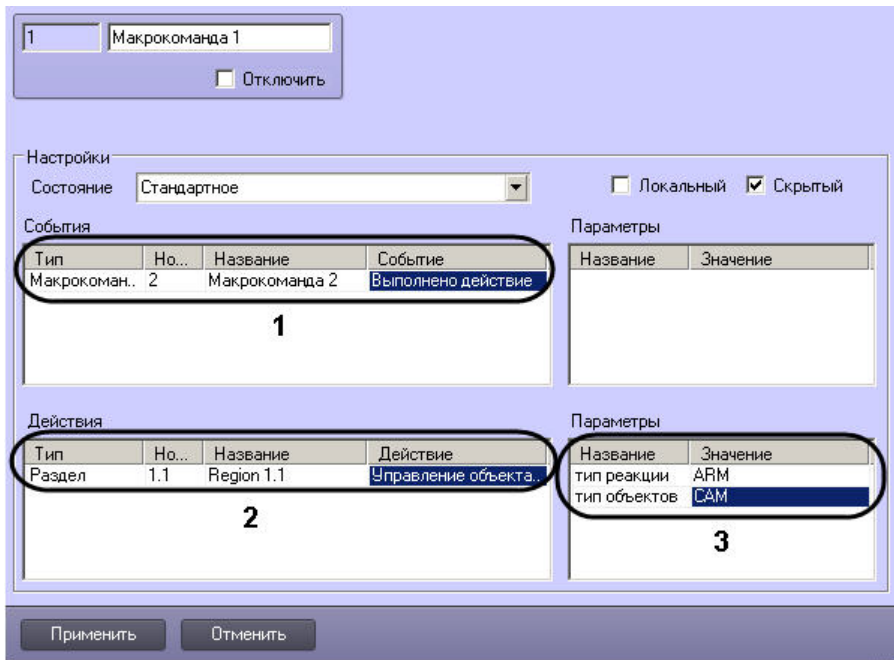 1 Макрокоманда 1
Отключить
Настройки
Состояние Стандартное Локальный Скрытый
События Параметры
Тип Но... Название Событие Название Значение
Макрокоман.. 2 Макрокоманда 2 Выполнено действие
1
Действия Параметры
Тип Но... Название Действие Название Значение
Раздел 1.1 Region 1.1 Управление объекта.. тип реакции ARM
тип объектов CAM
2 3
Применить Отменить